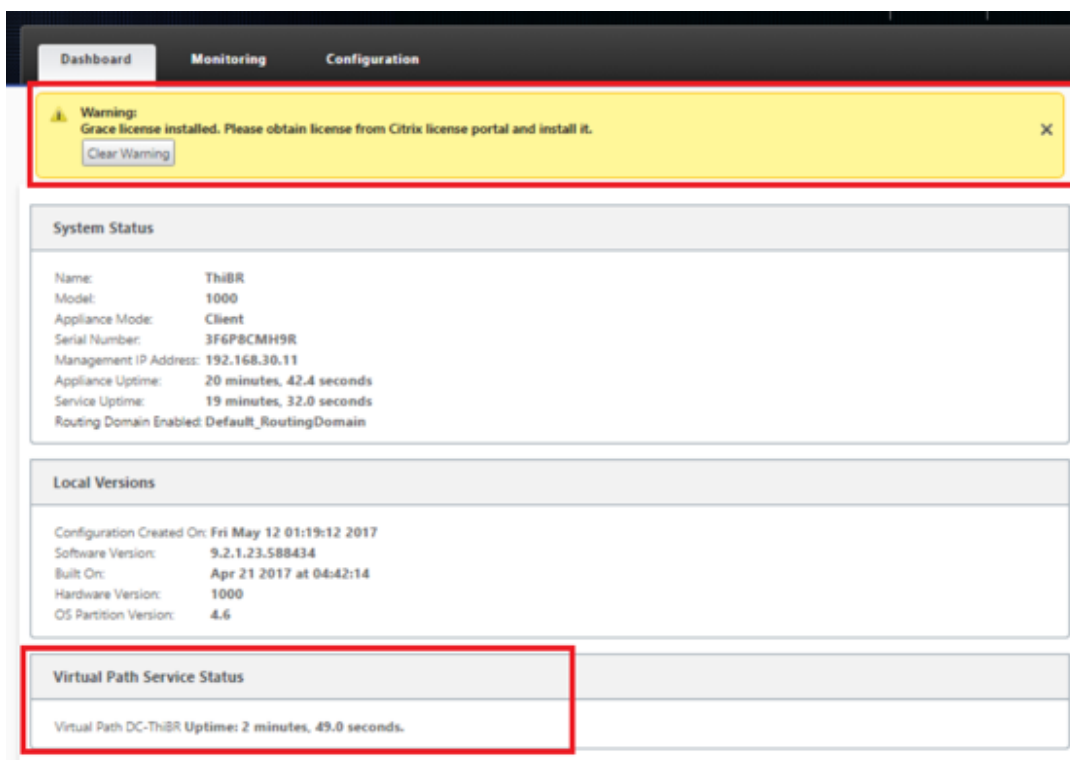 Dashboard Monitoring Configuration
Warning:
Grace license installed. Please obtain license from Citrix license portal and install it.
Clear Warning
System Status
Name: ThiBR
Model: 1000
Appliance Mode: Client
Serial Number: 3F6P8CMH9R
Management IP Address: 192.168.30.11
Appliance Uptime: 20 minutes, 42.4 seconds
Service Uptime: 19 minutes, 32.0 seconds
Routing Domain Enabled: Default_RoutingDomain
Local Versions
Configuration Created On: Fri May 12 01:19:12 2017
Software Version: 9.2.1.23.588434
Built On: Apr 21 2017 at 04:42:14
Hardware Version: 1000
OS Partition Version: 4.6
Virtual Path Service Status
Virtual Path DC-ThiBR Uptime: 2 minutes, 49.0 seconds.